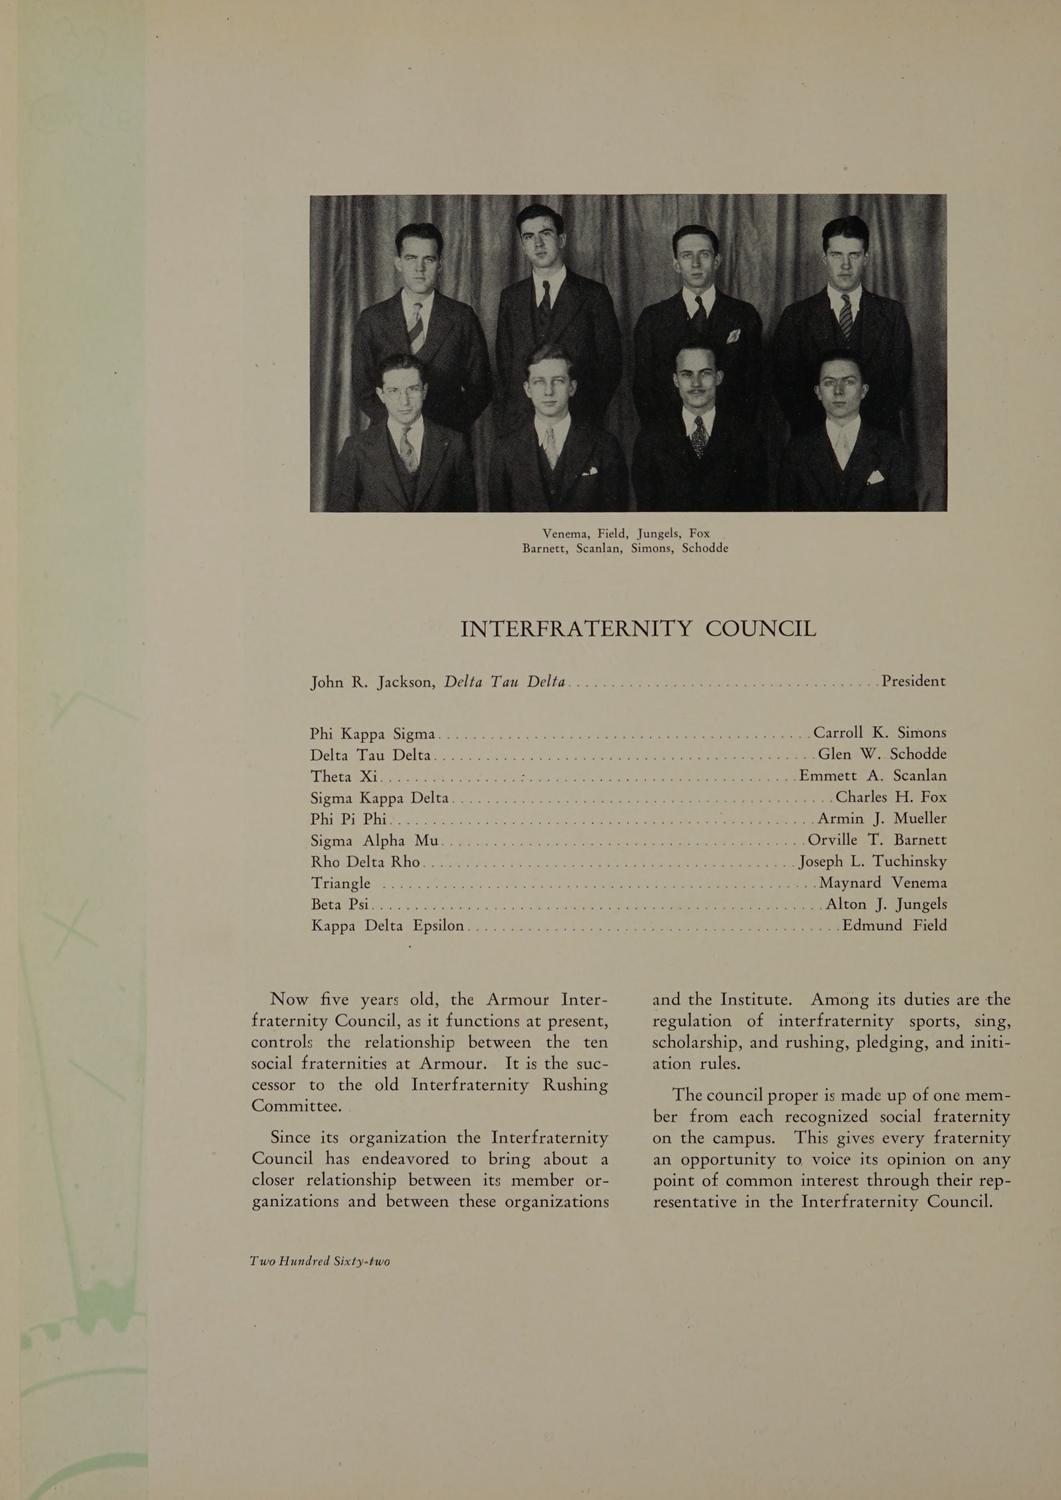 Venema, Field, Jungels, Fox
Barnett, Scanlan, Simons, Schodde
INTERFRATERNITY COUNCIL
John R. Jackson, Delta Tau Delta. . . . . . . . . . . . . . . . . . . . President
Phi Kappa Sigma. . . . . . . . . . . . . . . . . . . . Carroll K. Simons
Delta Tau Delta. . . . . . . . . . . . . . . . . . . . Glen W. Schodde
Theta Xi. . . . . . . . . . . . . . . . . . . . Emmett A. Scanlan
Sigma Kappa Delta. . . . . . . . . . . . . . . . . . . . Charles H. Fox
Phi Pi Phi. . . . . . . . . . . . . . . . . . . . Armin J. Mueller
Sigma Alpha Mu. . . . . . . . . . . . . . . . . . . . Orville T. Barnett
Rho Delta Rho. . . . . . . . . . . . . . . . . . . . Joseph L. Tuchinsky
Triangle . . . . . . . . . . . . . . . . . . . . Maynard Venema
Beta Psi. . . . . . . . . . . . . . . . . . . . Alton J. Jungels
Kappa Delta Epsilon. . . . . . . . . . . . . . . . . . . . Edmund Field
Now five years old, the Armour Inter-
fraternity Council, as it functions at present,
controls the relationship between the ten
social fraternities at Armour. It is the suc-
cessor to the old Interfraternity Rushing
Committee.
Since its organization the Interfraternity
Council has endeavored to bring about a
closer relationship between its member or-
ganizations and between these organizations
and the Institute. Among its duties are the
regulation of interfraternity sports, sing,
scholarship, and rushing, pledging, and initi-
ation rules.
The council proper is made up of one mem-
ber from each recognized social fraternity
on the campus. This gives every fraternity
an opportunity to voice its opinion on any
point of common interest through their rep-
resentative in the Interfraternity Council.
Two Hundred Sixty-two